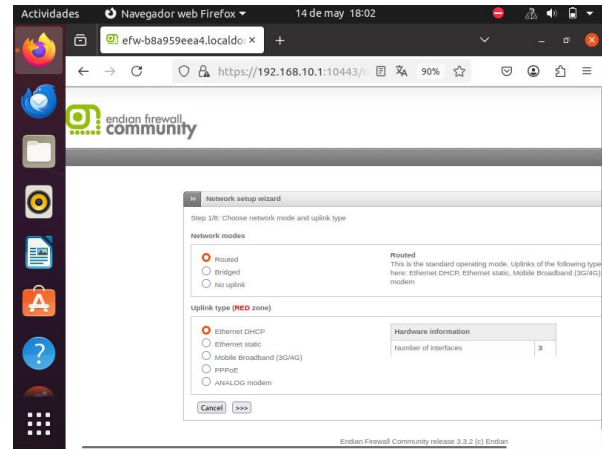 Actividades
Navegador web Firefox
14 de may 18:02
efw-b8a959eea4.localdo
https://192.168.10.1:10443/
90%
endian firewall
community
Network setup wizard
Step 1/8: Choose network mode and uplink type
Network modes
Routed
Bridged
No uplink
Routed
This is the standard operating mode. Uplinks of the following type
here: Ethernet DHCP, Ethernet static, Mobile Broadband (3G/4G)
modem
Uplink type (RED zone)
Ethernet DHCP
Ethernet static
Mobile Broadband (3G/4G)
PPPoE
ANALOG modem
Hardware information
Number of interfaces 3
Cancel >>>
Endian Firewall Community release 3.3.2 (c) Endian